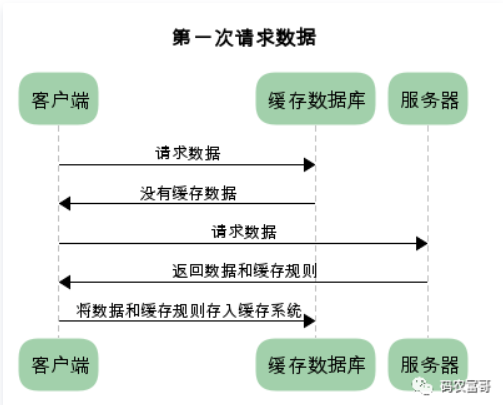 第一次请求数据
客户端 缓存数据库 服务器
请求数据
没有缓存数据
请求数据
返回数据和缓存规则
将数据和缓存规则存入缓存系统
客户端 缓存数据库 服务器
码农富哥